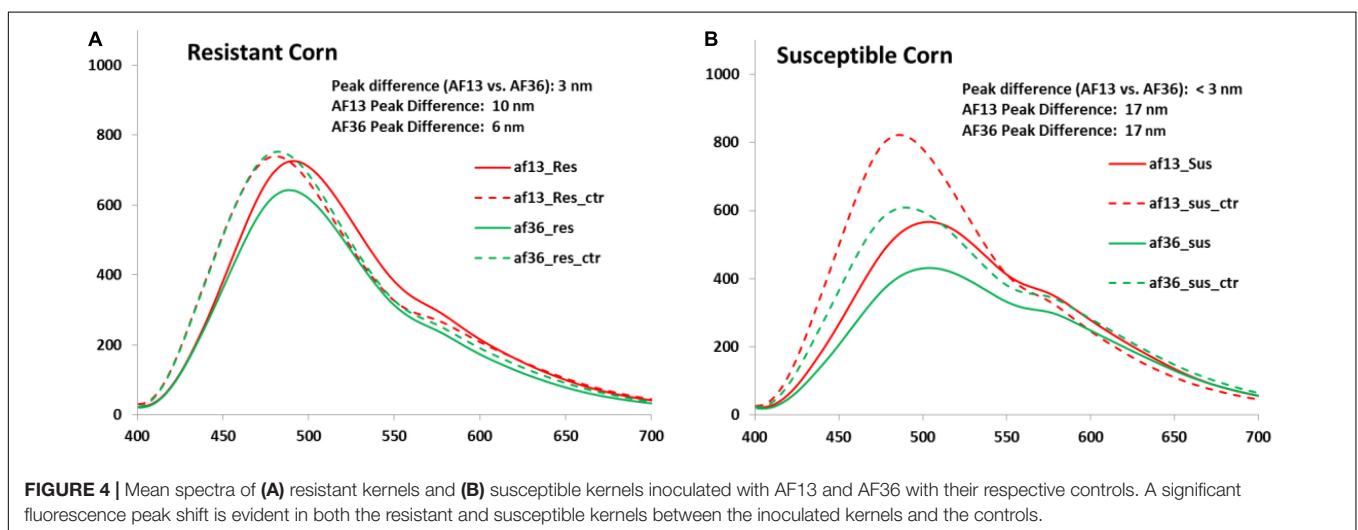 A
Resistant Corn
1000
800
600
400
200
0
400
450
500
550
600
650
700
Peak difference (AF13 vs. AF36): 3 nm
AF13 Peak Difference: 10 nm
AF36 Peak Difference: 6 nm
af13_Res
af13_Res_ctr
af36_res
af36_res_ctr
B
Susceptible Corn
1000
800
600
400
200
0
400
450
500
550
600
650
700
Peak difference (AF13 vs. AF36): < 3 nm
AF13 Peak Difference: 17 nm
AF36 Peak Difference: 17 nm
af13_Sus
af13_sus_ctr
af36_sus
af36_sus_ctr
FIGURE 4 | Mean spectra of (A) resistant kernels and (B) susceptible kernels inoculated with AF13 and AF36 with their respective controls. A significant
fluorescence peak shift is evident in both the resistant and susceptible kernels between the inoculated kernels and the controls.